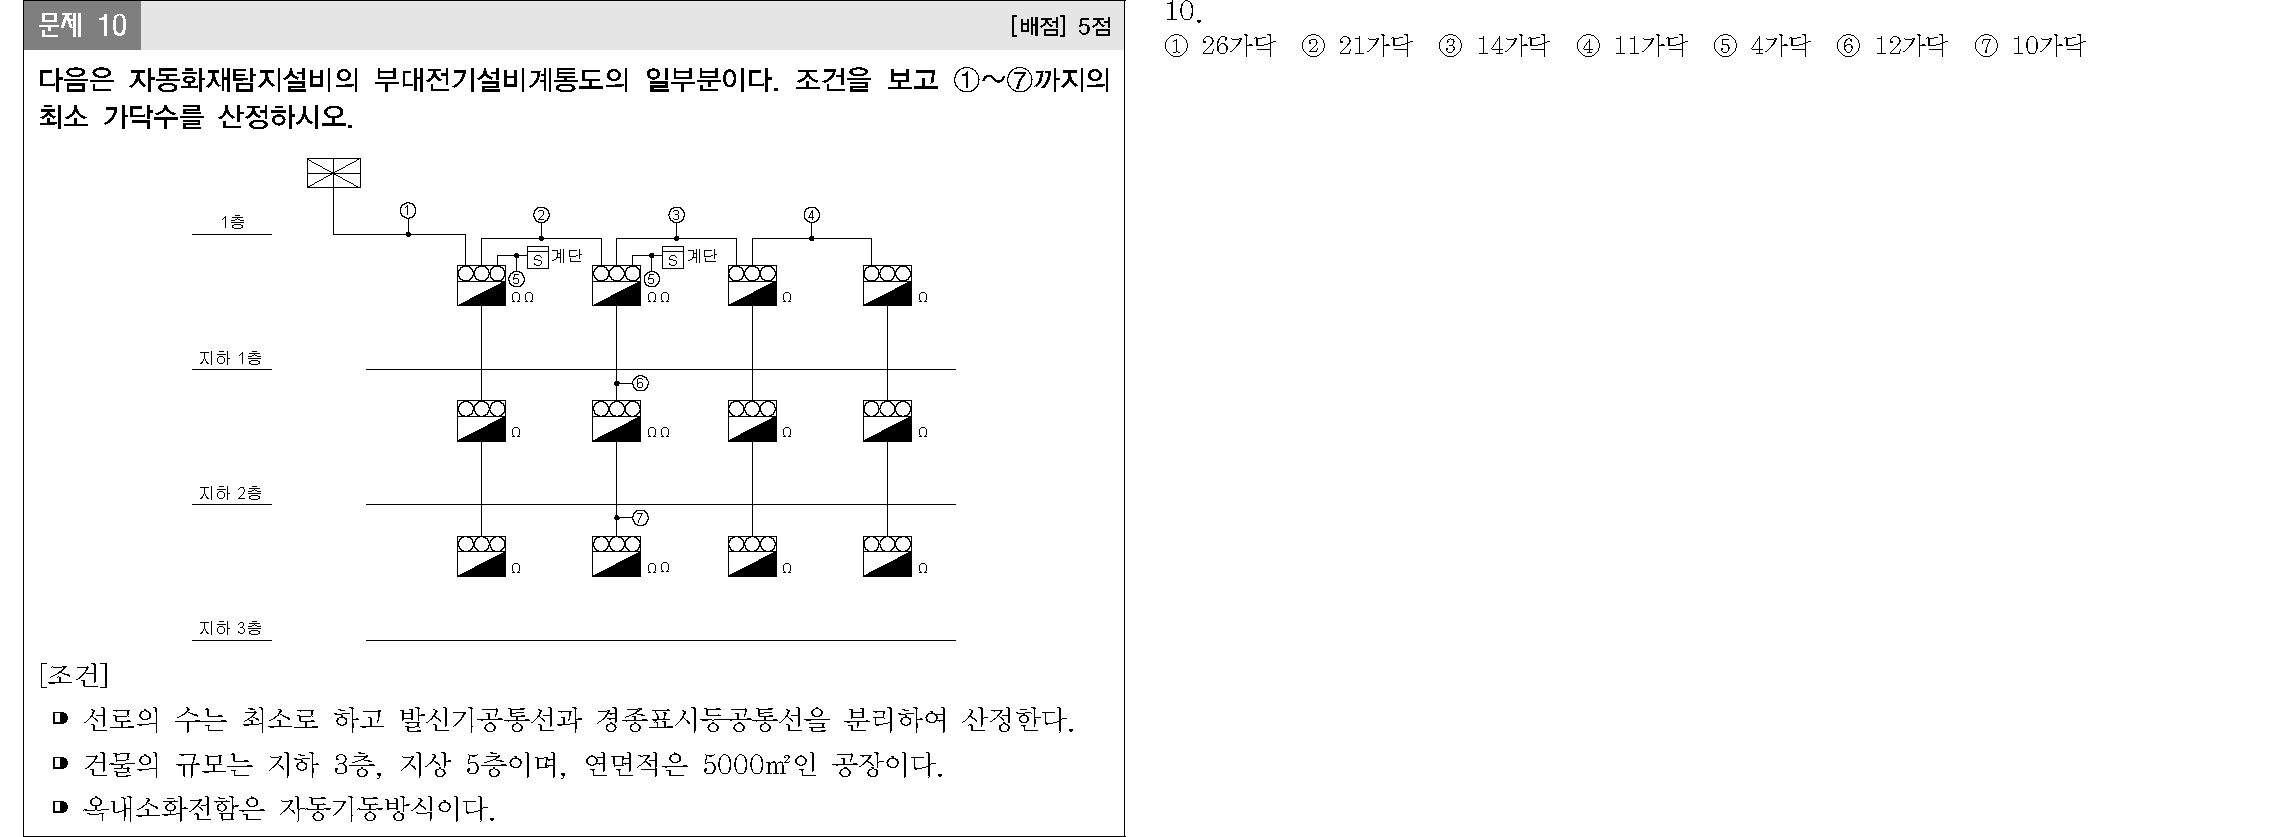 문제 10 [배점] 5점
다음은 자동화재탐지설비의 부대전기설비계통도의 일부분이다. 조건을 보고 ①~⑦까지의
최소 가닥수를 산정하시오.
① ② ③ ④
1층
S 계단 S 계단
⑤ ⑤
Ω Ω Ω Ω Ω Ω
지하 1층
⑥
Ω Ω Ω Ω Ω
지하 2층
⑦
Ω Ω Ω Ω Ω
지하 3층
[조건]
선로의 수는 최소로 하고 발신기공통선과 경종표시등공통선을 분리하여 산정한다.
건물의 규모는 지하 3층, 지상 5층이며, 연면적은 5000㎡인 공장이다.
옥내소화전함은 자동기동방식이다.
10.
① 26가닥 ② 21가닥 ③ 14가닥 ④ 11가닥 ⑤ 4가닥 ⑥ 12가닥 ⑦ 10가닥